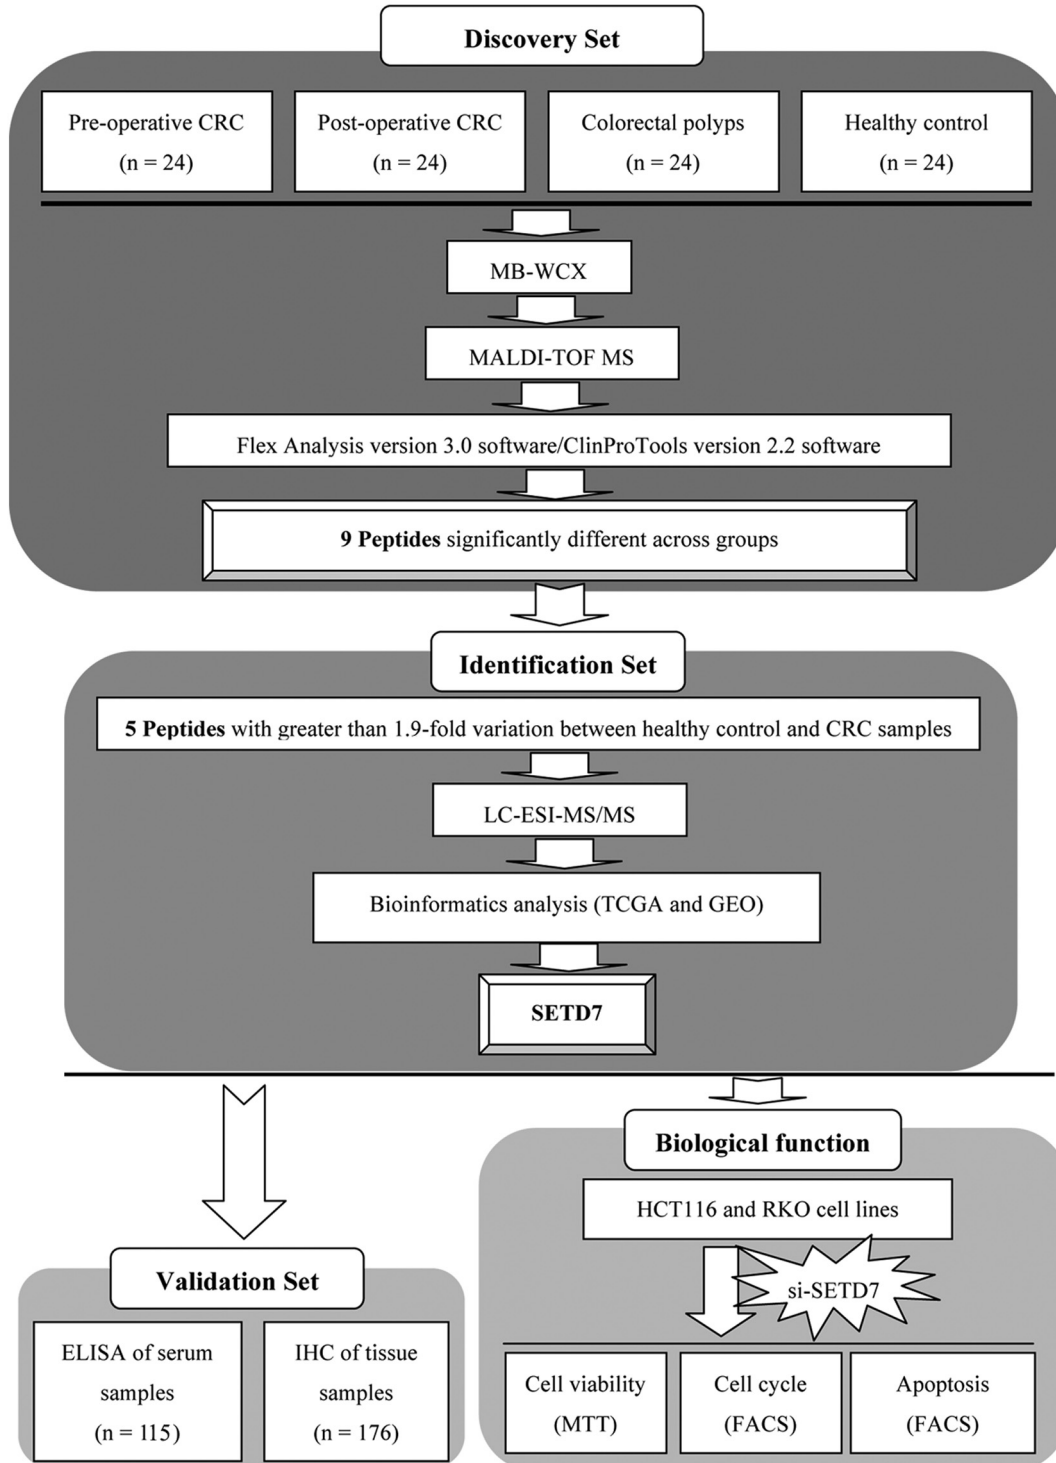 Discovery Set
Pre-operative CRC
(n = 24)
Post-operative CRC
(n = 24)
Colorectal polyps
(n = 24)
Healthy control
(n = 24)
MB-WCX
MALDI-TOF MS
Flex Analysis version 3.0 software/ClinProTools version 2.2 software
9 Peptides significantly different across groups
Identification Set
5 Peptides with greater than 1.9-fold variation between healthy control and CRC samples
LC-ESI-MS/MS
Bioinformatics analysis (TCGA and GEO)
SETD7
Validation Set
ELISA of serum
samples
(n = 115)
IHC of tissue
samples
(n = 176)
Biological function
HCT116 and RKO cell lines
si-SETD7
Cell viability
(MTT)
Cell cycle
(FACS)
Apoptosis
(FACS)